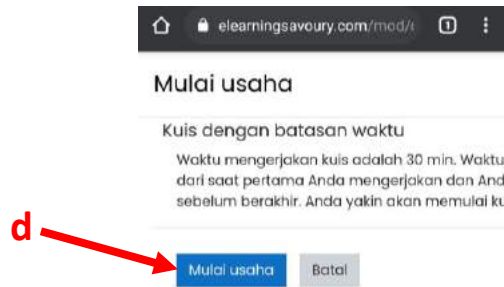 elearningsavoury.com/mod/ 1
Mulai usaha
Kuis dengan batasan waktu
Waktu mengerjakan kuis adalah 30 min. Waktu
dari saat pertama Anda mengerjakan dan And
sebelum berakhir. Anda yakin akan memulai ku
d
Mulai usaha Batal